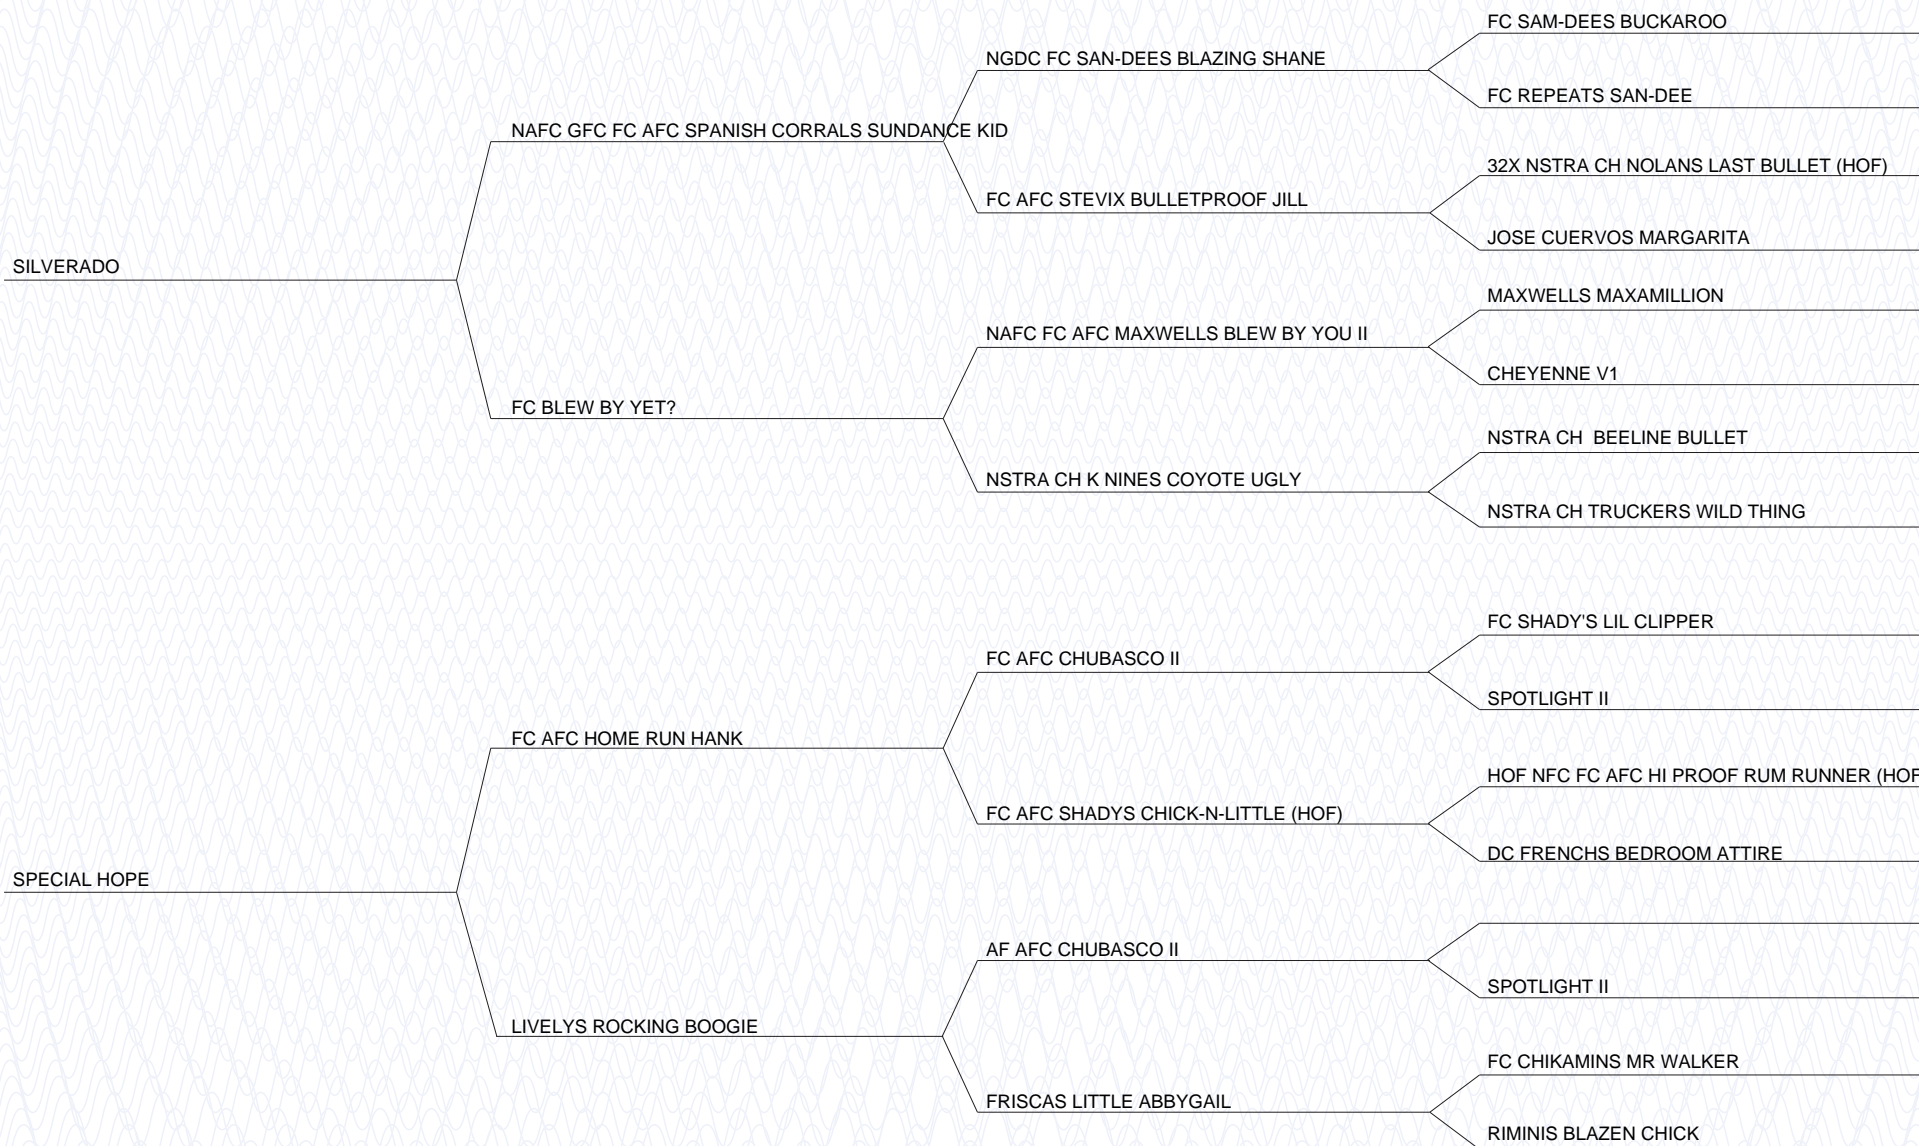 FC SAM-DEES BUCKAROO
NGDC FC SAN-DEES BLAZING SHANE
FC REPEATS SAN-DEE
NAFC GFC FC AFC SPANISH CORRALS SUNDANCE KID
32X NSTRA CH NOLANS LAST BULLET (HOF)
FC AFC STEVIX BULLETPROOF JILL
JOSE CUERVOS MARGARITA
SILVERADO
MAXWELLS MAXAMILLION
NAFC FC AFC MAXWELLS BLEW BY YOU II
CHEYENNE V1
FC BLEW BY YET?
NSTRA CH  BEELINE BULLET
NSTRA CH K NINES COYOTE UGLY
NSTRA CH TRUCKERS WILD THING
FC SHADY'S LIL CLIPPER
FC AFC CHUBASCO II
SPOTLIGHT II
FC AFC HOME RUN HANK
HOF NFC FC AFC HI PROOF RUM RUNNER (HOF
FC AFC SHADYS CHICK-N-LITTLE (HOF)
DC FRENCHS BEDROOM ATTIRE
SPECIAL HOPE
AF AFC CHUBASCO II
SPOTLIGHT II
LIVELYS ROCKING BOOGIE
FC CHIKAMINS MR WALKER
FRISCAS LITTLE ABBYGAIL
RIMINIS BLAZEN CHICK